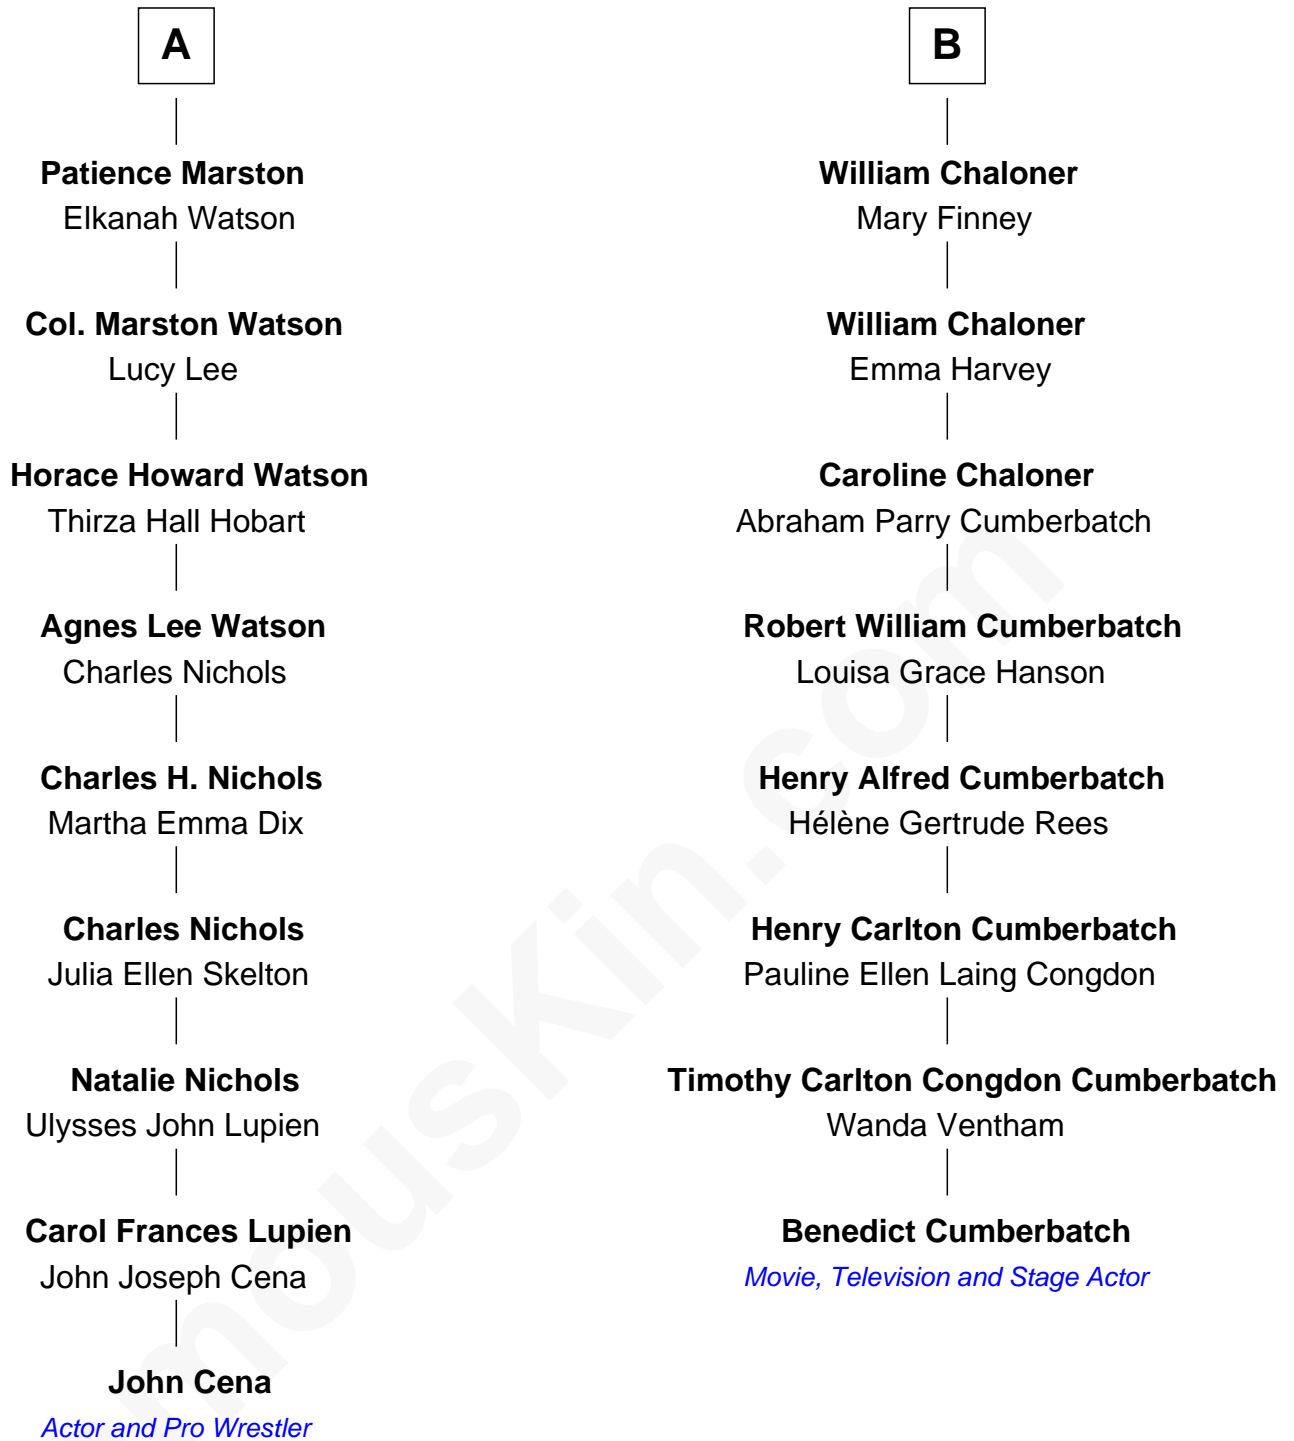 A
Patience Marston
Elkanah Watson
Col. Marston Watson
Lucy Lee
Horace Howard Watson
Thirza Hall Hobart
Agnes Lee Watson
Charles Nichols
Charles H. Nichols
Martha Emma Dix
Charles Nichols
Julia Ellen Skelton
Natalie Nichols
Ulysses John Lupien
Carol Frances Lupien
John Joseph Cena
John Cena
Actor and Pro Wrestler
B
William Chaloner
Mary Finney
William Chaloner
Emma Harvey
Caroline Chaloner
Abraham Parry Cumberbatch
Robert William Cumberbatch
Louisa Grace Hanson
Henry Alfred Cumberbatch
Hélène Gertrude Rees
Henry Carlton Cumberbatch
Pauline Ellen Laing Congdon
Timothy Carlton Congdon Cumberbatch
Wanda Ventham
Benedict Cumberbatch
Movie, Television and Stage Actor
mousKin.com